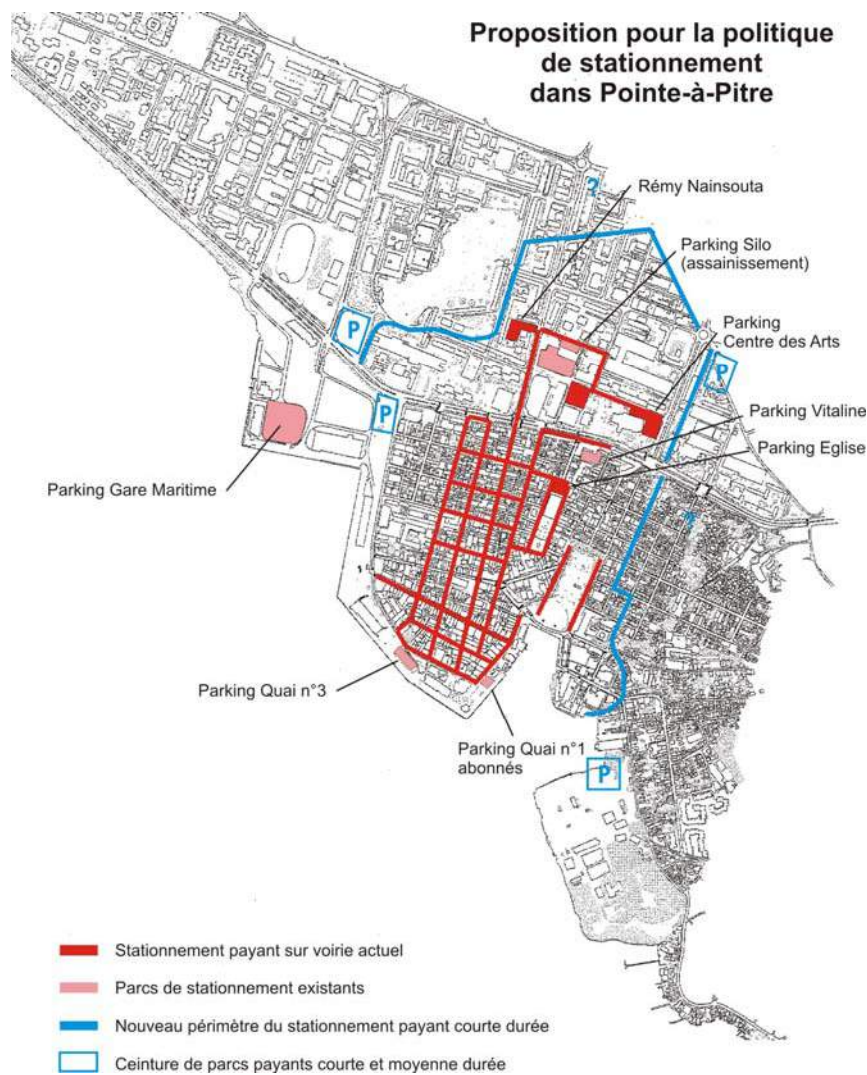 Proposition pour la politique
de stationnement
dans Pointe-à-Pitre
Rémy Nainsouta
?
Parking Silo
(assainissement)
Parking
Centre des Arts
P
P
P
Parking Vitaline
Parking Eglise
Parking Gare Maritime
?
Parking Quai n°3
Parking Quai n°1
abonnés
P
Stationnement payant sur voirie actuel
Parcs de stationnement existants
Nouveau périmètre du stationnement payant courte durée
Ceinture de parcs payants courte et moyenne durée